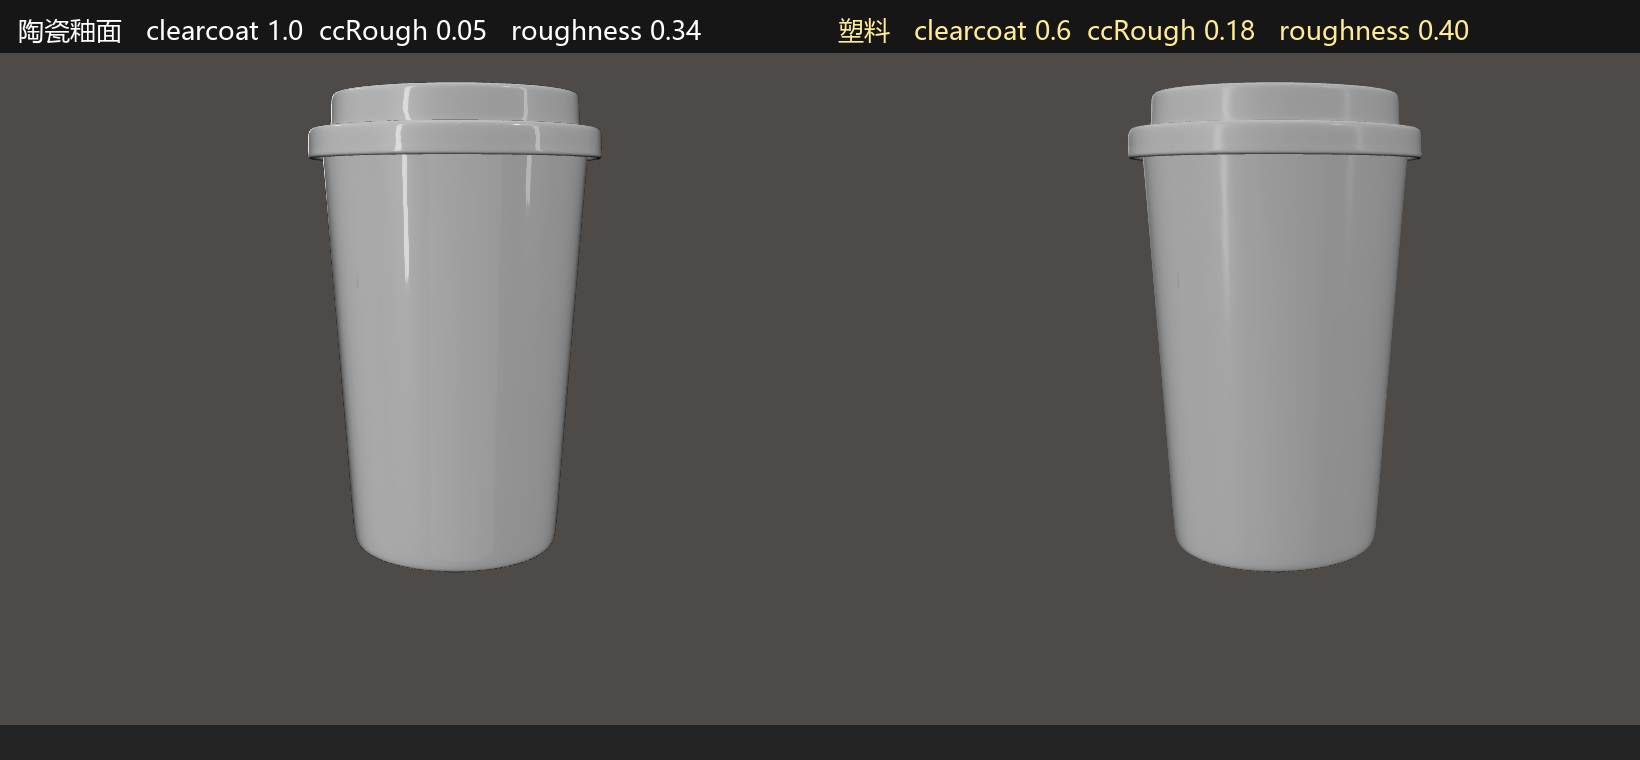 陶瓷釉面 clearcoat 1.0 ccRough 0.05 roughness 0.34
塑料 clearcoat 0.6 ccRough 0.18 roughness 0.40